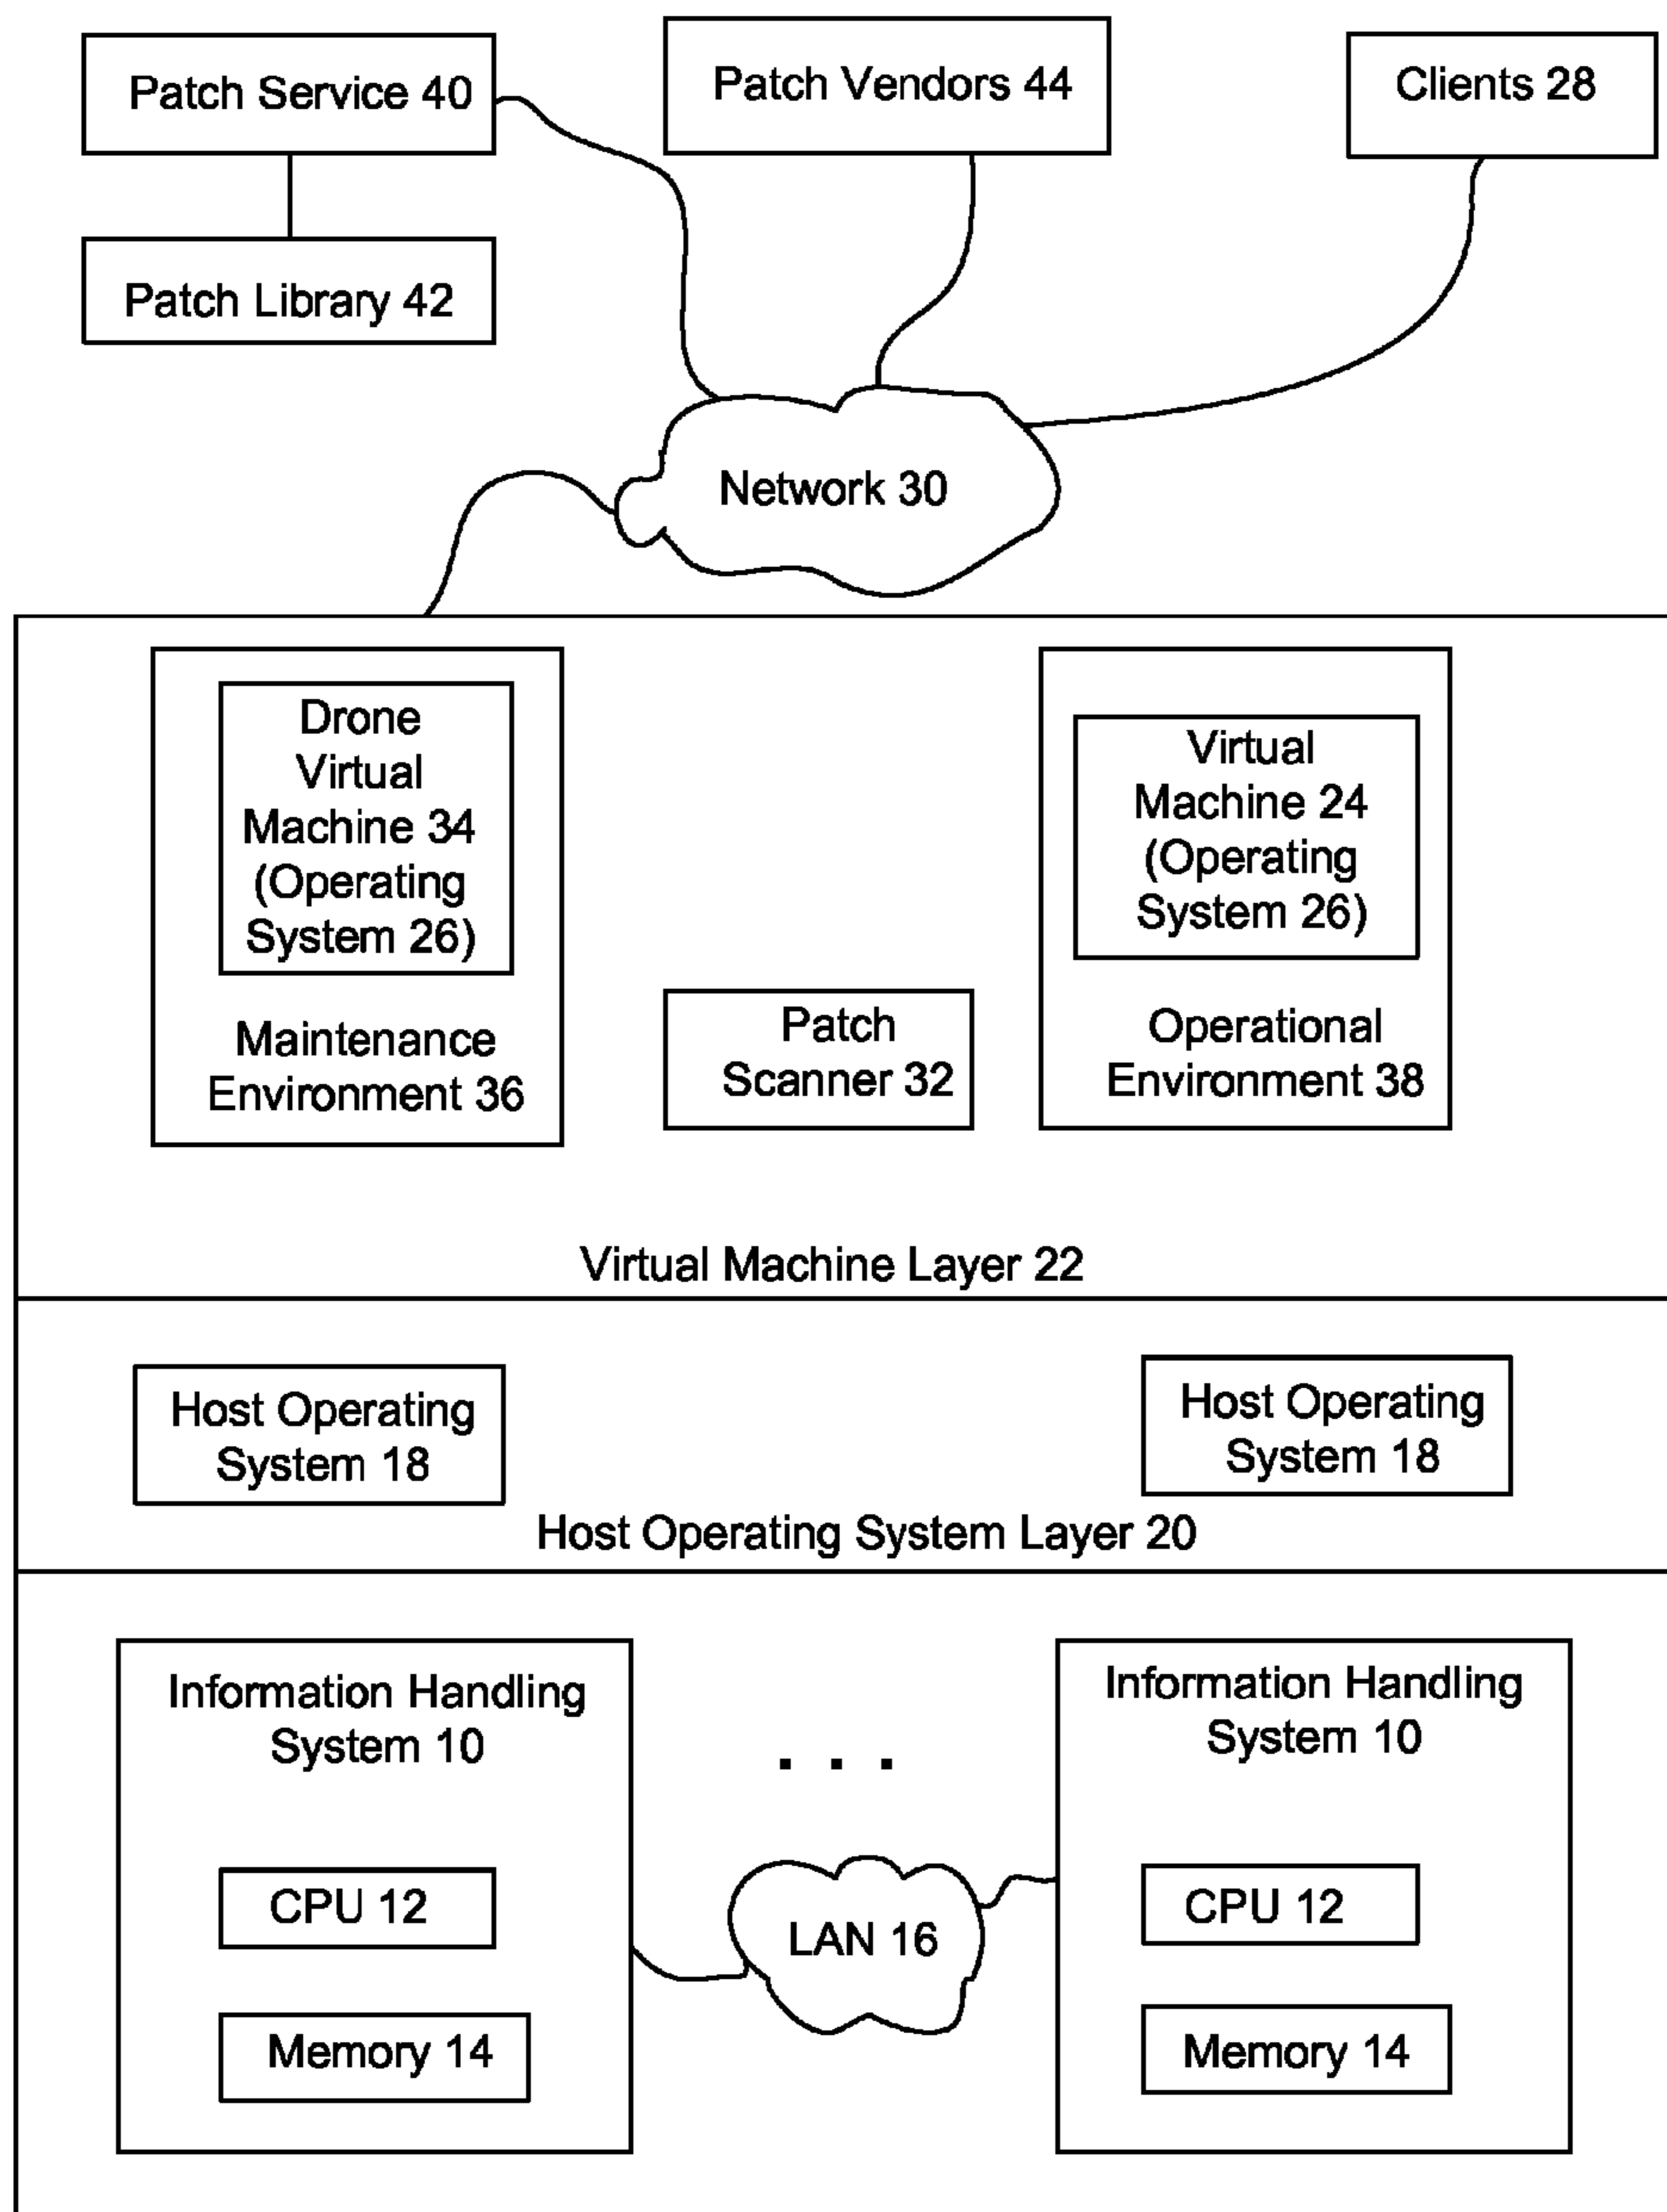 Patch Service 40
Patch Vendors 44
Clients 28
Patch Library 42
Network 30
Drone
Virtual
Machine 34
(Operating
System 26)
Maintenance
Environment 36
Patch
Scanner 32
Virtual
Machine 24
(Operating
System 26)
Operational
Environment 38
Virtual Machine Layer 22
Host Operating
System 18
Host Operating
System 18
Host Operating System Layer 20
Information Handling
System 10
CPU 12
Memory 14
. . .
LAN 16
Information Handling
System 10
CPU 12
Memory 14